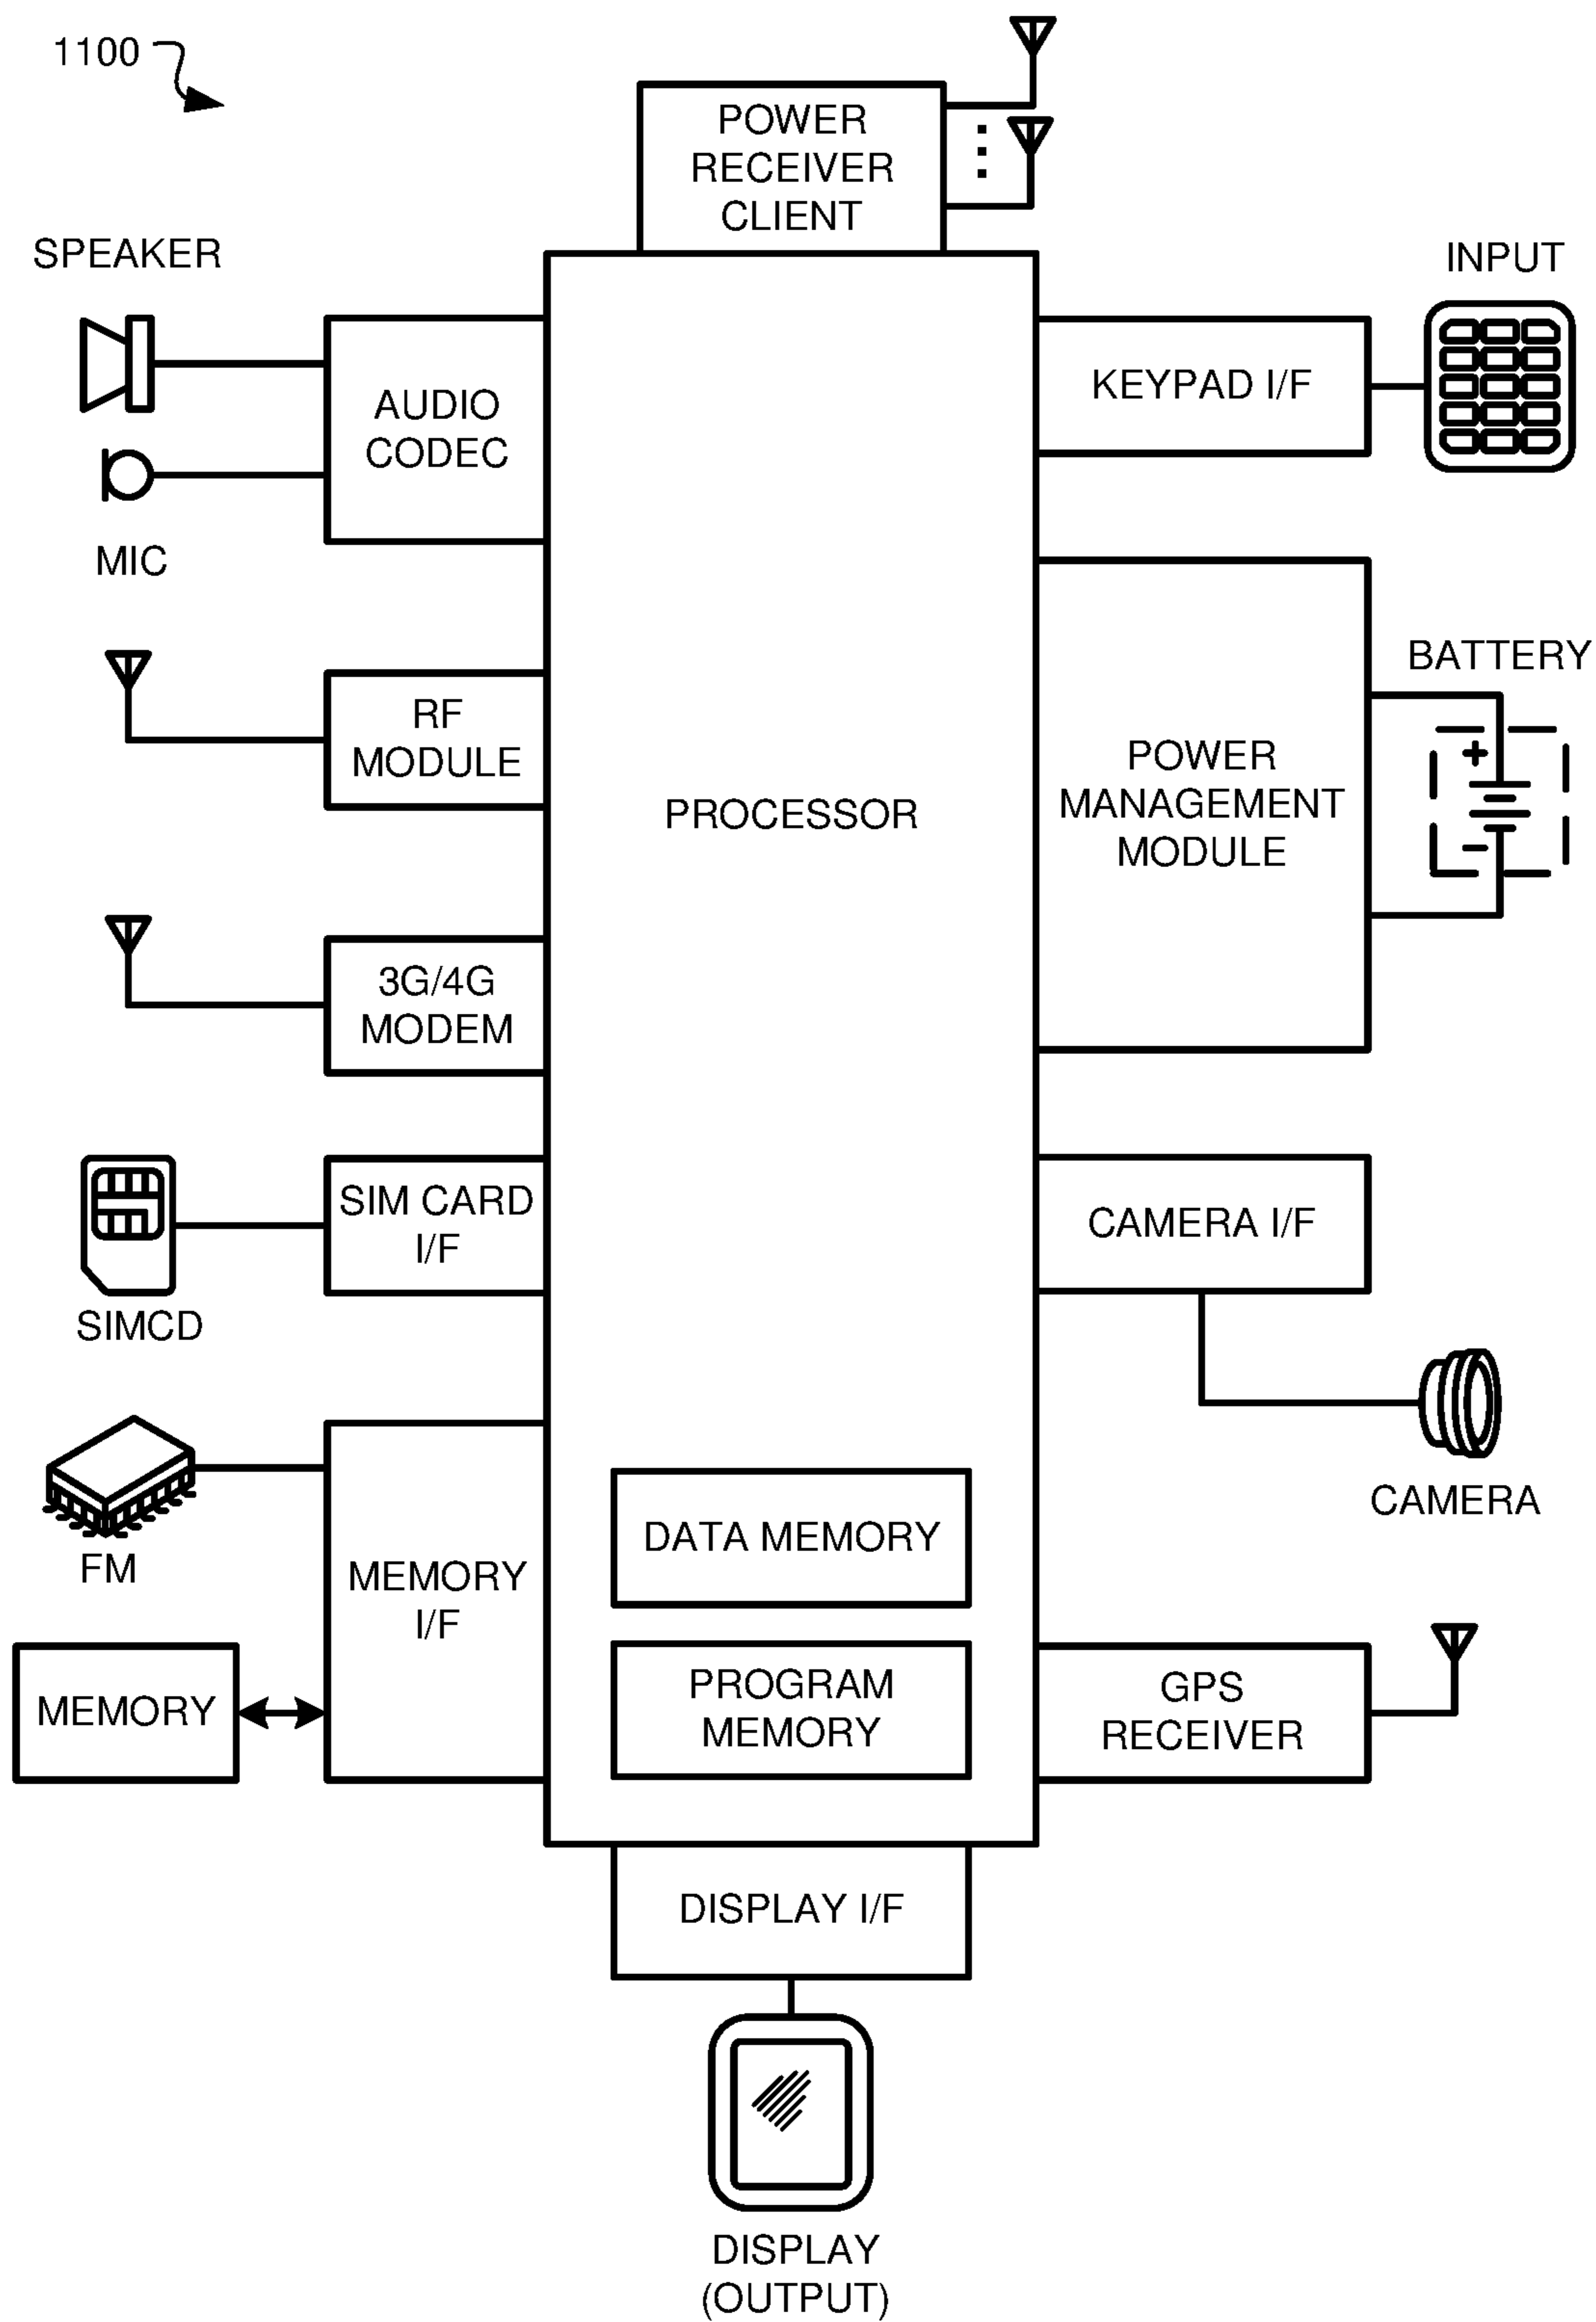 1100
POWER
RECEIVER
CLIENT
SPEAKER
INPUT
AUDIO
CODEC
KEYPAD I/F
MIC
BATTERY
RF
MODULE
POWER
MANAGEMENT
MODULE
+
-
PROCESSOR
3G/4G
MODEM
SIM CARD
I/F
SIMCD
CAMERA I/F
CAMERA
FM
MEMORY
I/F
MEMORY
DATA MEMORY
PROGRAM
MEMORY
GPS
RECEIVER
DISPLAY I/F
DISPLAY
(OUTPUT)